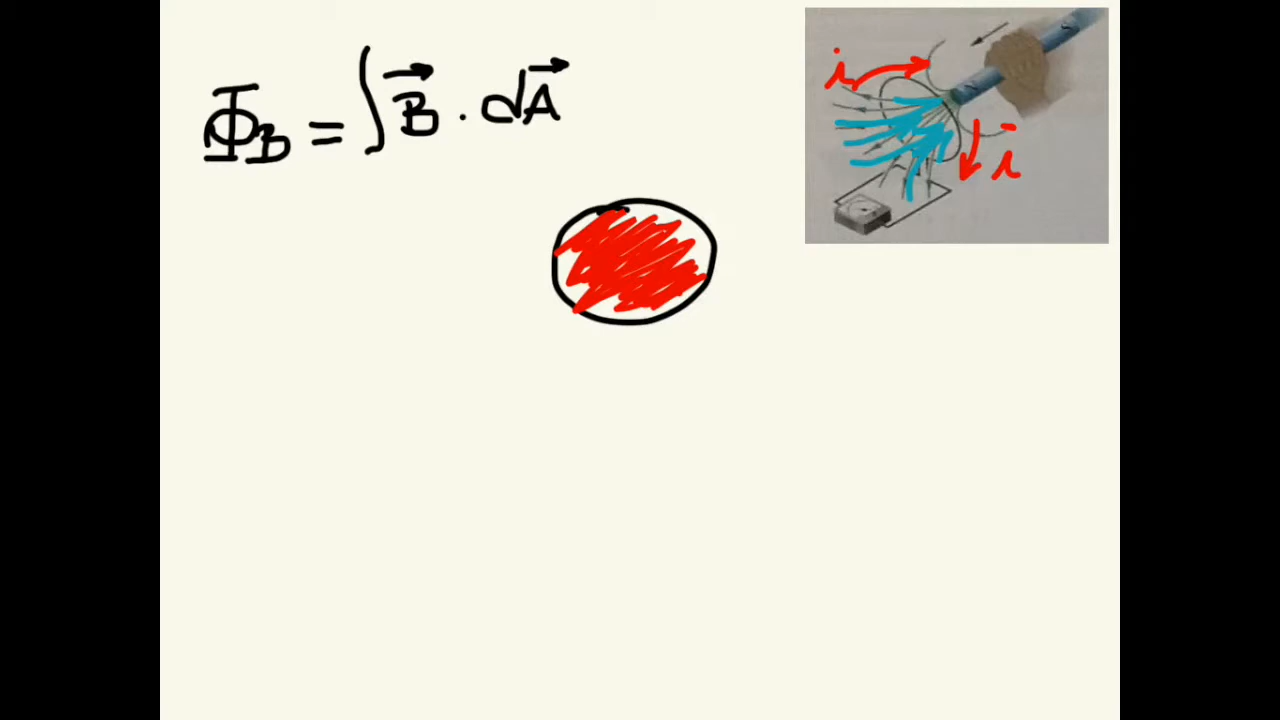 Φ_B = ∫ B⃗ · dA⃗
i
i